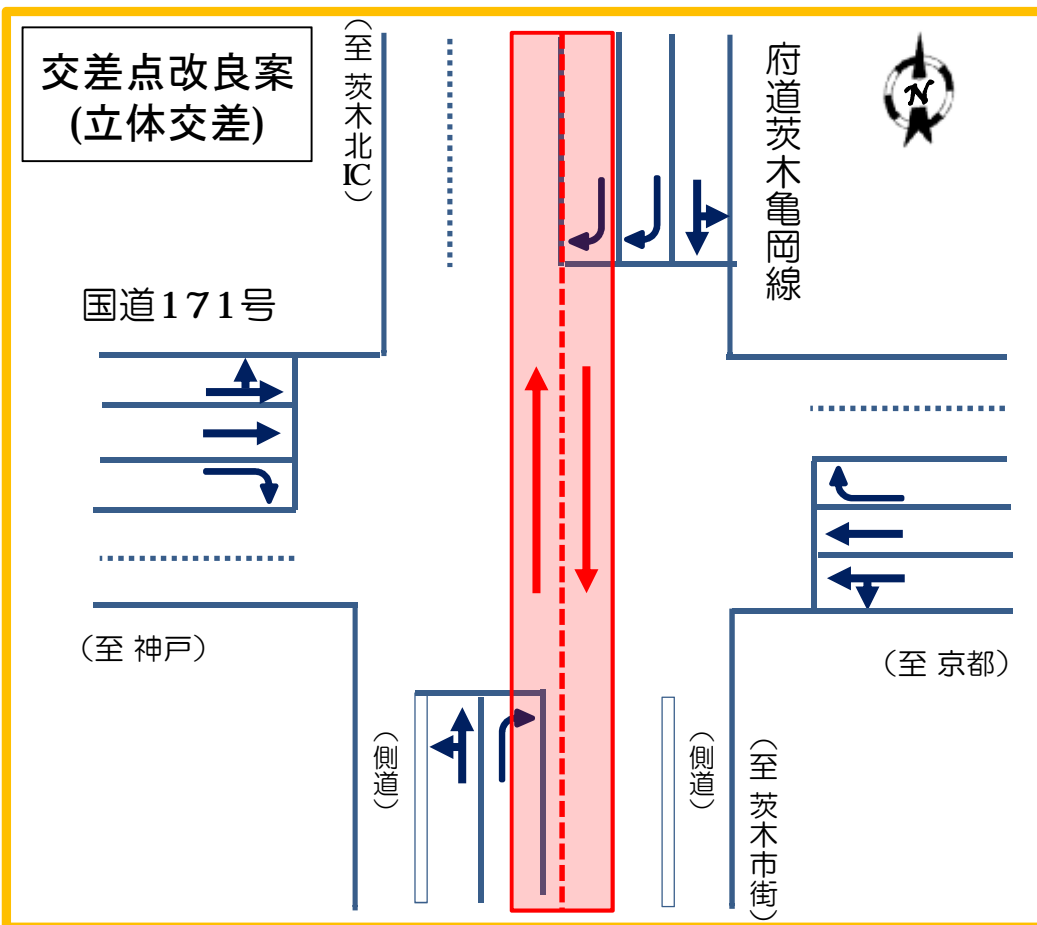 交差点改良案
(立体交差)
（至 茨木北IC）
府道茨木亀岡線
N
国道171号
（至 神戸）
（至 京都）
（側道）
（側道）
（至 茨木市街）